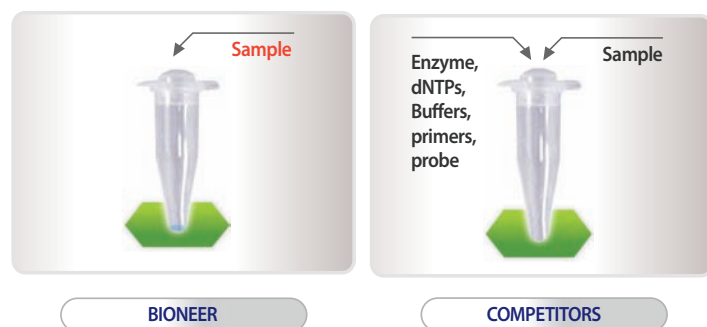 Sample
Enzyme,
dNTPs,
Buffers,
primers,
probe
Sample
BIONEER
COMPETITORS